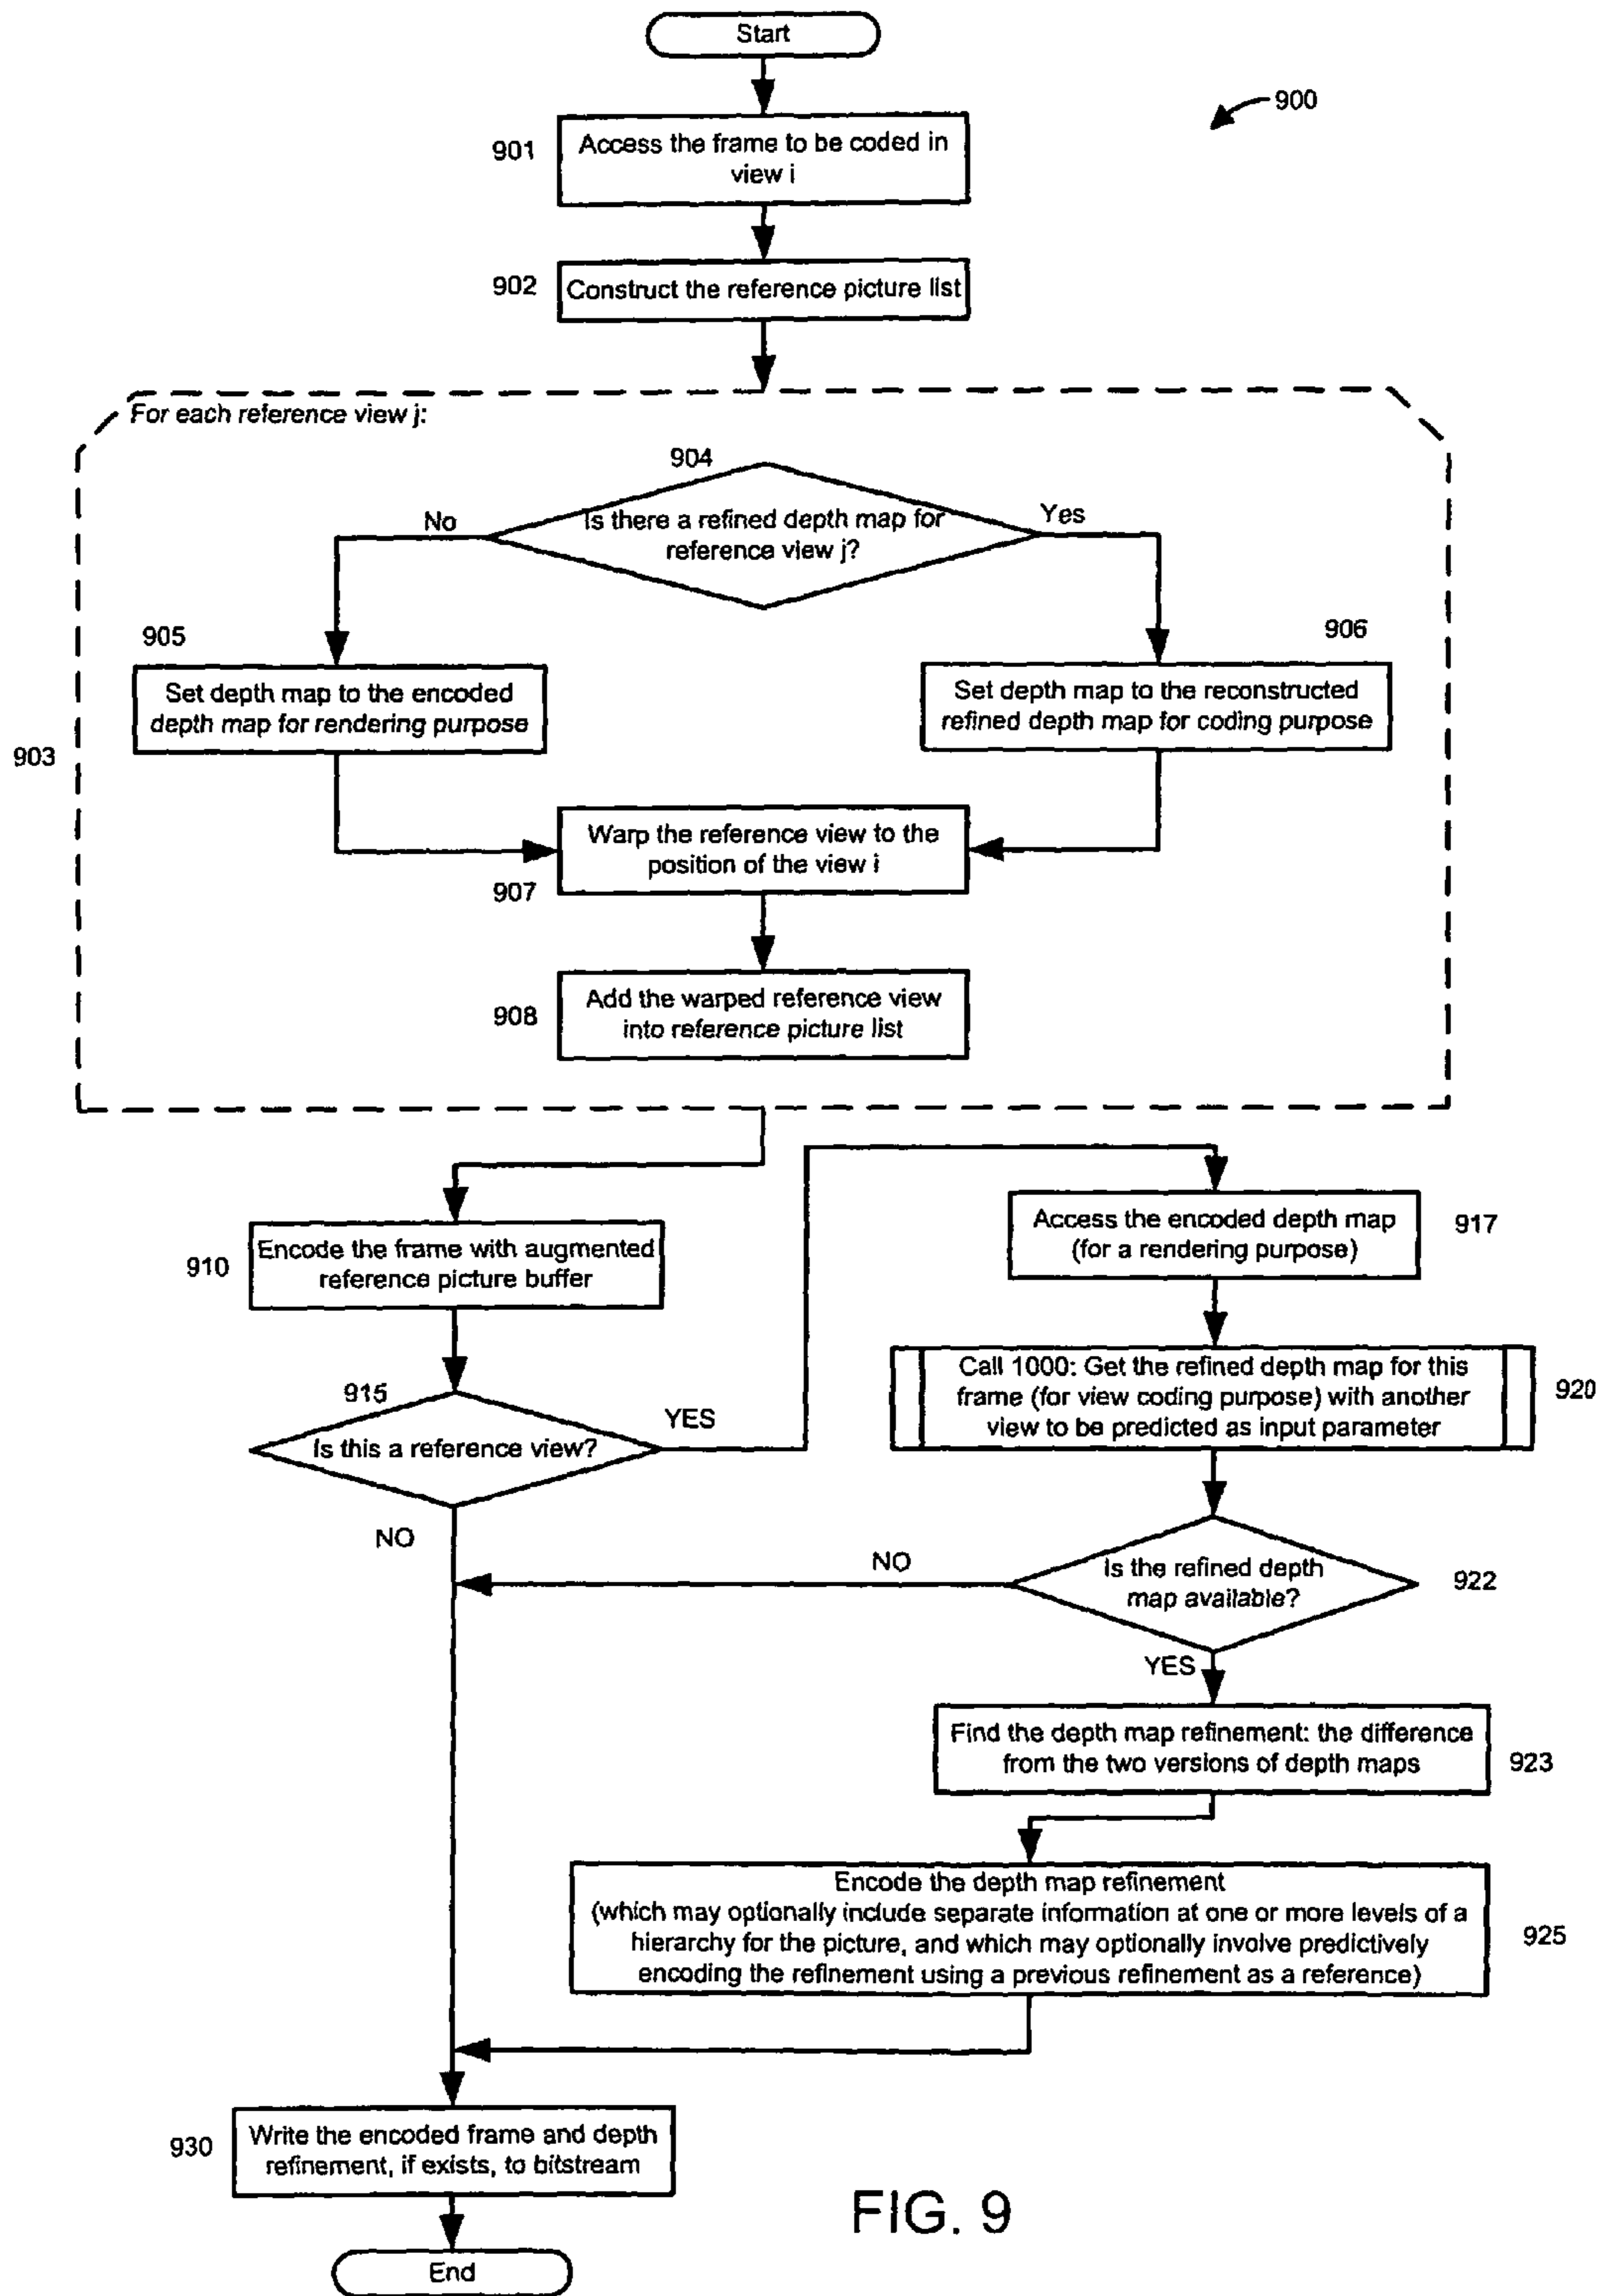 Start
900
901
Access the frame to be coded in
view i
902
Construct the reference picture list
For each reference view j:
904
Is there a refined depth map for
reference view j?
No
Yes
905
906
Set depth map to the encoded
depth map for rendering purpose
Set depth map to the reconstructed
refined depth map for coding purpose
903
Warp the reference view to the
position of the view i
907
Add the warped reference view
into reference picture list
908
910
Encode the frame with augmented
reference picture buffer
Access the encoded depth map
(for a rendering purpose)
917
915
Is this a reference view?
YES
NO
Call 1000: Get the refined depth map for this
frame (for view coding purpose) with another
view to be predicted as input parameter
920
Is the refined depth
map available?
922
NO
YES
Find the depth map refinement: the difference
from the two versions of depth maps
923
Encode the depth map refinement
(which may optionally include separate information at one or more levels of a
hierarchy for the picture, and which may optionally involve predictively
encoding the refinement using a previous refinement as a reference)
925
930
Write the encoded frame and depth
refinement, if exists, to bitstream
End
FIG. 9